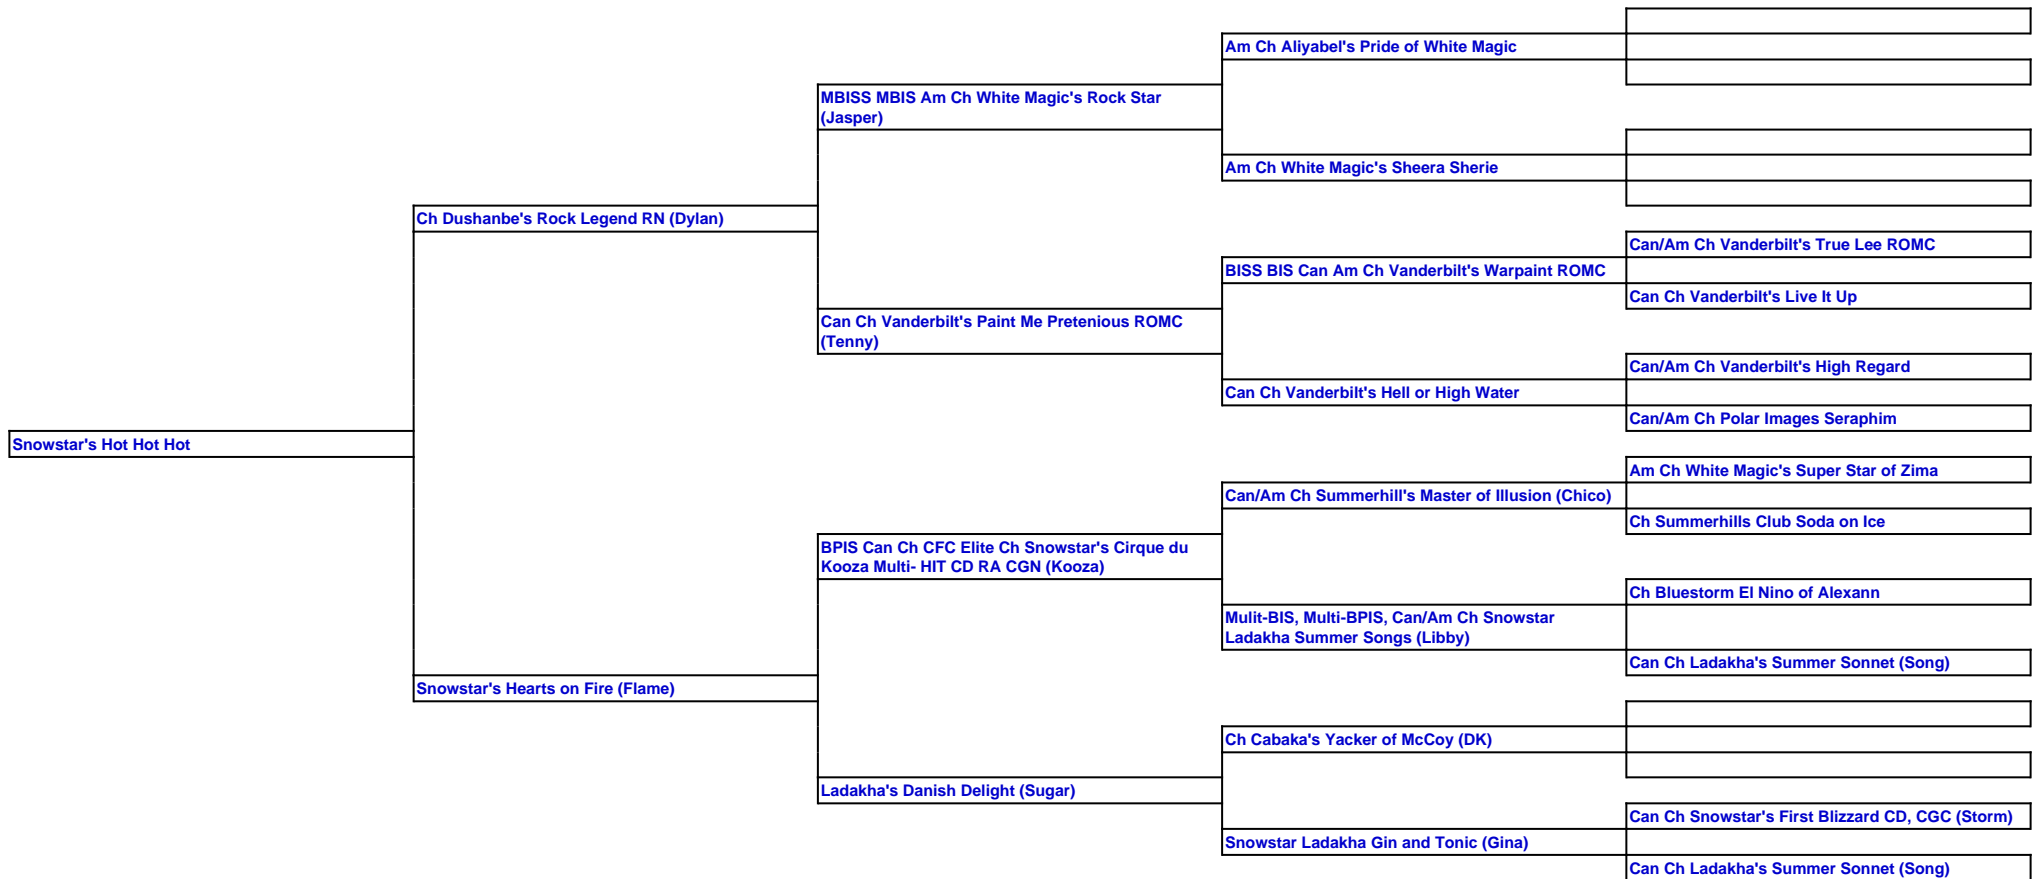 Am Ch Aliyabel's Pride of White Magic
MBISS MBIS Am Ch White Magic's Rock Star
(Jasper)
Am Ch White Magic's Sheera Sherie
Ch Dushanbe's Rock Legend RN (Dylan)
Can/Am Ch Vanderbilt's True Lee ROMC
BISS BIS Can Am Ch Vanderbilt's Warpaint ROMC
Can Ch Vanderbilt's Live It Up
Can Ch Vanderbilt's Paint Me Pretenious ROMC
(Tenny)
Can/Am Ch Vanderbilt's High Regard
Can Ch Vanderbilt's Hell or High Water
Can/Am Ch Polar Images Seraphim
Snowstar's Hot Hot Hot
Am Ch White Magic's Super Star of Zima
Can/Am Ch Summerhill's Master of Illusion (Chico)
Ch Summerhills Club Soda on Ice
BPIS Can Ch CFC Elite Ch Snowstar's Cirque du
Kooza Multi- HIT CD RA CGN (Kooza)
Ch Bluestorm El Nino of Alexann
Mulit-BIS, Multi-BPIS, Can/Am Ch Snowstar
Ladakha Summer Songs (Libby)
Can Ch Ladakha's Summer Sonnet (Song)
Snowstar's Hearts on Fire (Flame)
Ch Cabaka's Yacker of McCoy (DK)
Ladakha's Danish Delight (Sugar)
Can Ch Snowstar's First Blizzard CD, CGC (Storm)
Snowstar Ladakha Gin and Tonic (Gina)
Can Ch Ladakha's Summer Sonnet (Song)